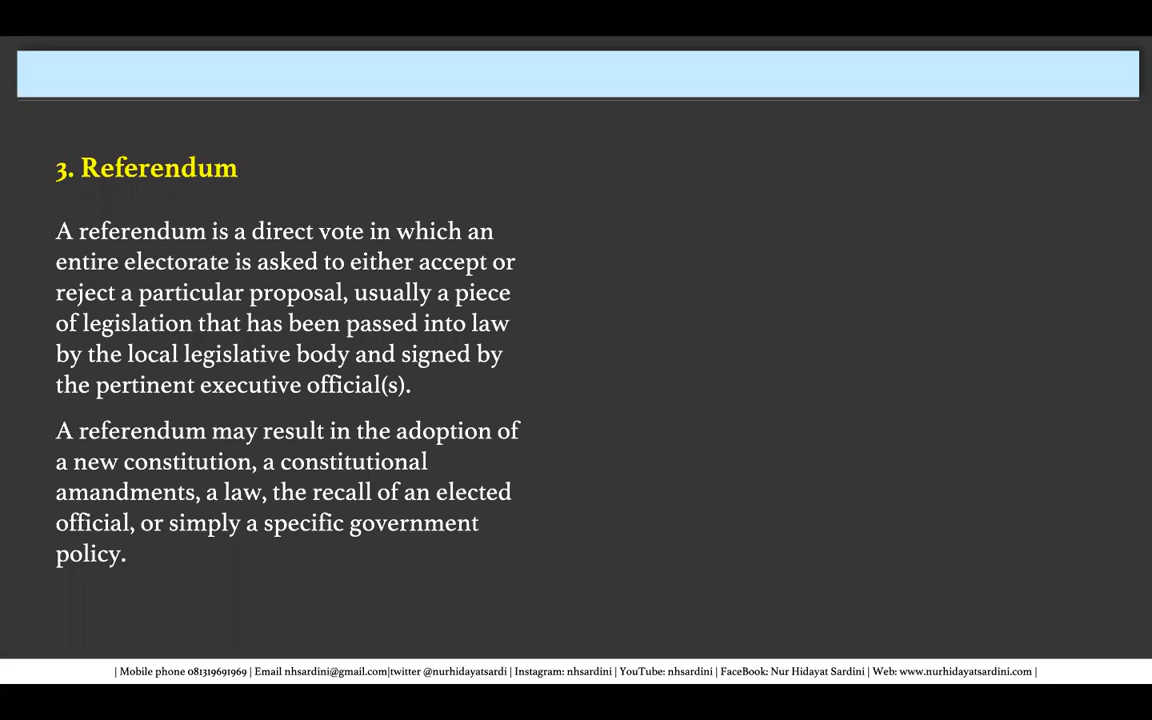 3. Referendum
A referendum is a direct vote in which an
entire electorate is asked to either accept or
reject a particular proposal, usually a piece
of legislation that has been passed into law
by the local legislative body and signed by
the pertinent executive official(s).
A referendum may result in the adoption of
a new constitution, a constitutional
amandments, a law, the recall of an elected
official, or simply a specific government
policy.
| Mobile phone 081319691969 | Email nhsardini@gmail.com|twitter @nurhidayatsardi | Instagram: nhsardini | YouTube: nhsardini | FaceBook: Nur Hidayat Sardini | Web: www.nurhidayatsardini.com |